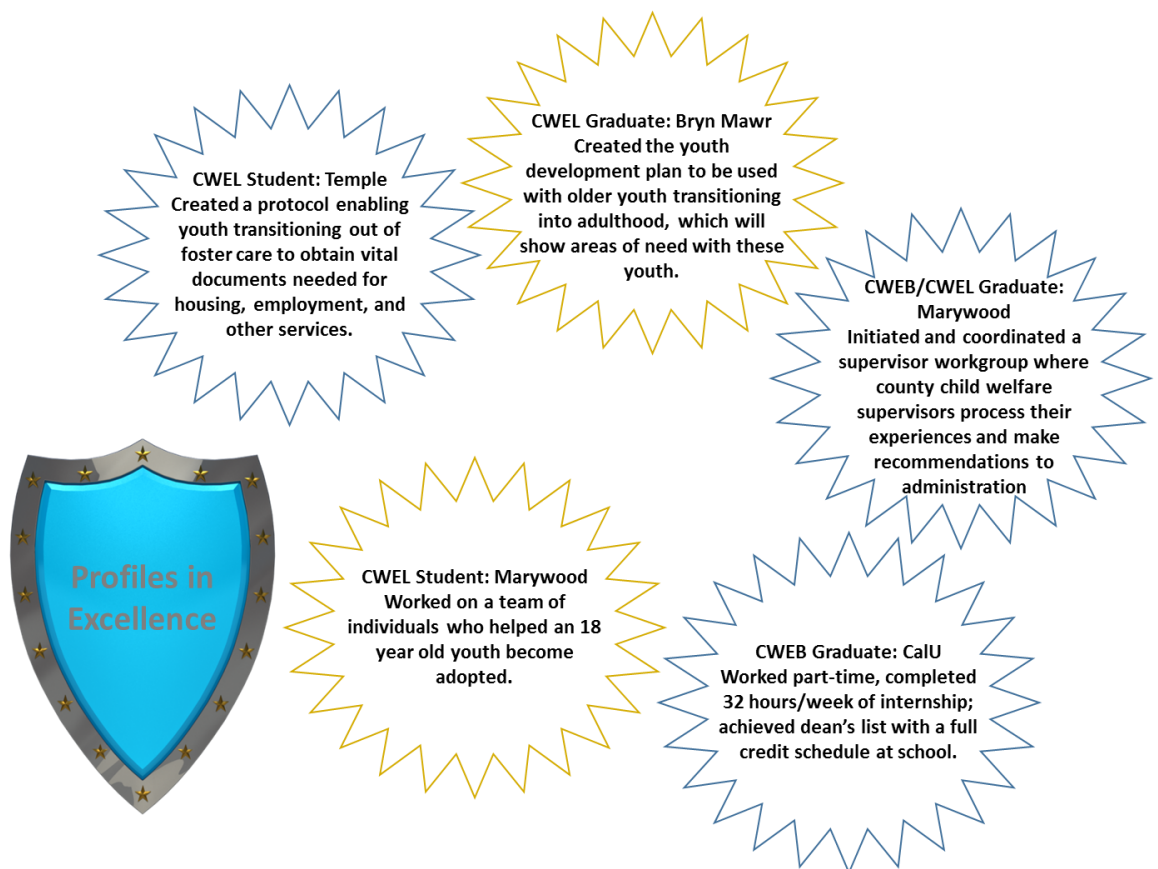 CWEL Student: Temple
Created a protocol enabling
youth transitioning out of
foster care to obtain vital
documents needed for
housing, employment, and
other services.
CWEL Graduate: Bryn Mawr
Created the youth
development plan to be used
with older youth transitioning
into adulthood, which will
show areas of need with these
youth.
CWEB/CWEL Graduate:
Marywood
Initiated and coordinated a
supervisor workgroup where
county child welfare
supervisors process their
experiences and make
recommendations to
administration
Profiles in
Excellence
CWEL Student: Marywood
Worked on a team of
individuals who helped an 18
year old youth become
adopted.
CWEB Graduate: CalU
Worked part-time, completed
32 hours/week of internship;
achieved dean’s list with a full
credit schedule at school.